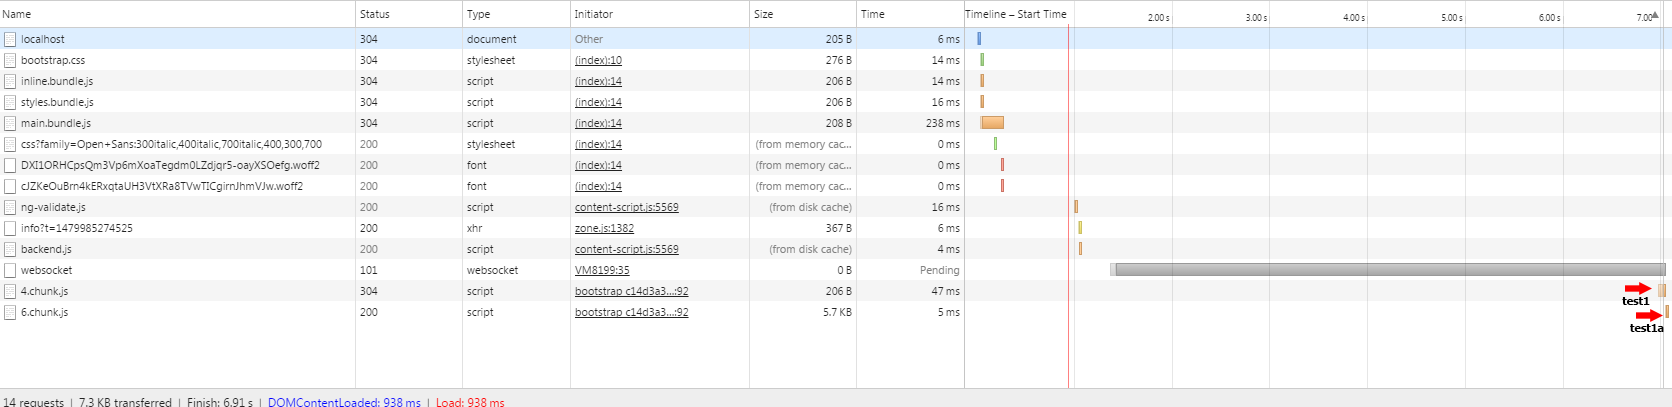 Name Status Type Initiator Size Time Timeline – Start Time 2.00 s 3.00 s 4.00 s 5.00 s 6.00 s 7.00
localhost 304 document Other 205 B 6 ms
bootstrap.css 304 stylesheet (index):10 276 B 14 ms
inline.bundle.js 304 script (index):14 206 B 14 ms
styles.bundle.js 304 script (index):14 206 B 16 ms
main.bundle.js 304 script (index):14 208 B 238 ms
css?family=Open+Sans:300italic,400italic,700italic,400,300,700 200 stylesheet (index):14 (from memory cac... 0 ms
DXI1ORHCpsQm3Vp6mXoaTegdm0LZdjqr5-oayXSOefg.woff2 200 font (index):14 (from memory cac... 0 ms
cJZKeOuBrn4kERxqtaUH3VtXRa8TVwTICgirnJhmVJw.woff2 200 font (index):14 (from memory cac... 0 ms
ng-validate.js 200 script content-script.js:5569 (from disk cache) 16 ms
info?t=1479985274525 200 xhr zone.js:1382 367 B 6 ms
backend.js 200 script content-script.js:5569 (from disk cache) 4 ms
websocket 101 websocket VM8199:35 0 B Pending
4.chunk.js 304 script bootstrap c14d3a3...:92 206 B 47 ms
test1
6.chunk.js 200 script bootstrap c14d3a3...:92 5.7 KB 5 ms
test1a
14 requests | 7.3 KB transferred | Finish: 6.91 s | DOMContentLoaded: 938 ms | Load: 938 ms